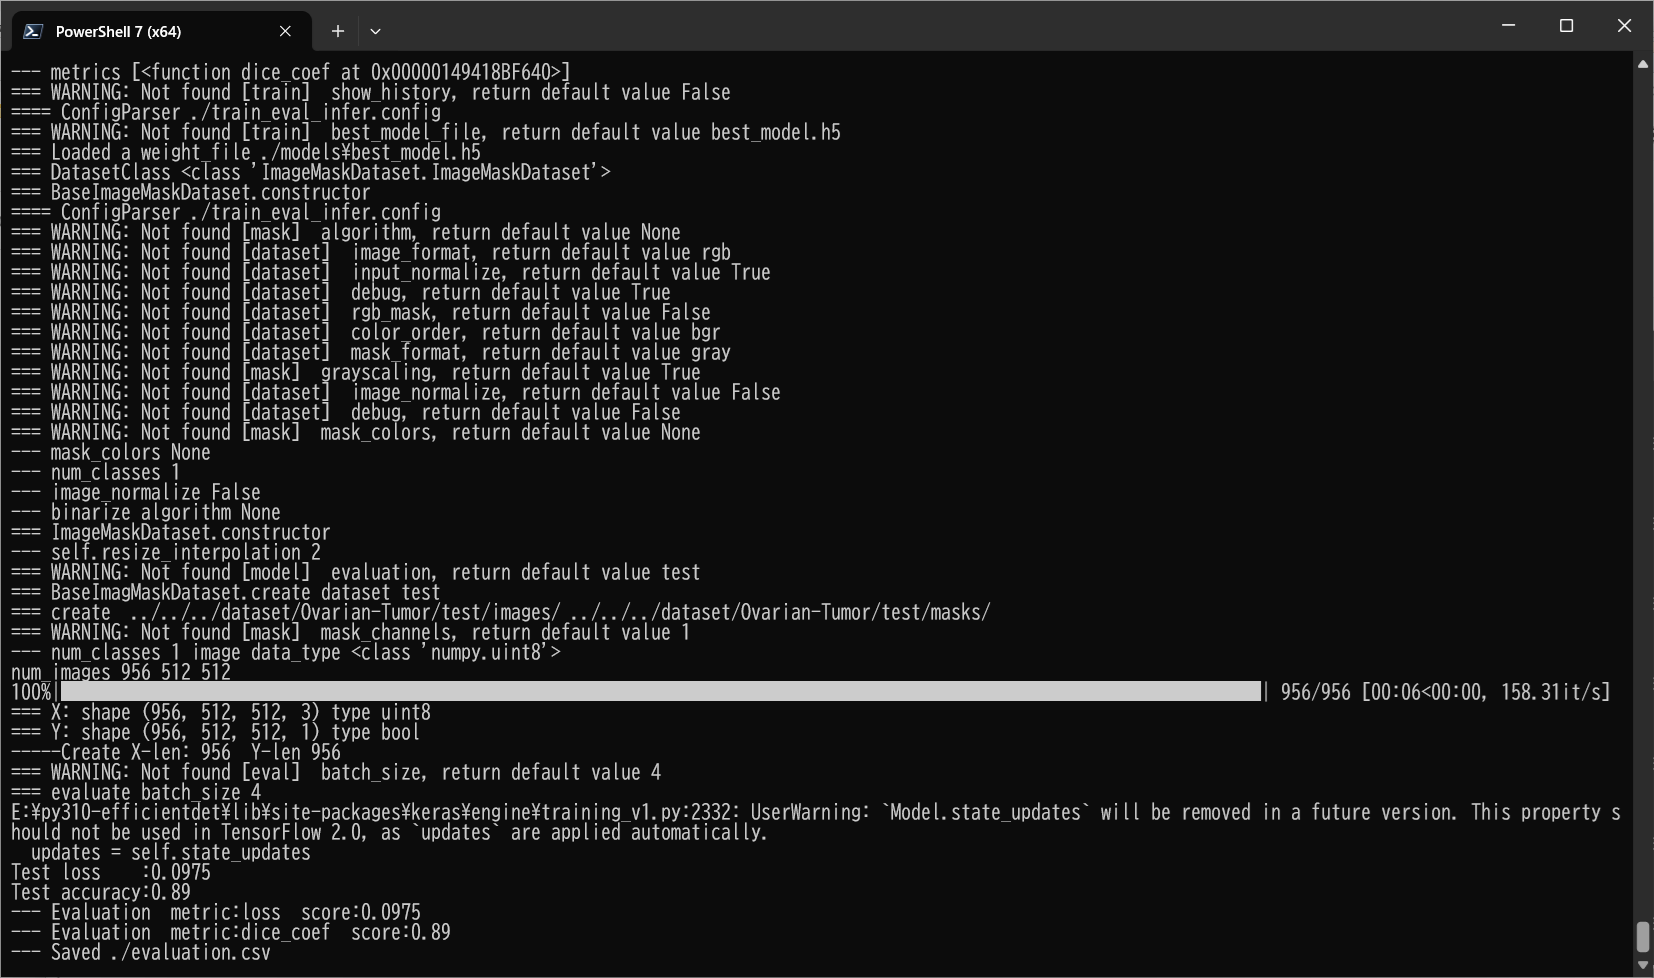 PowerShell 7 (x64)
--- metrics [<function dice_coef at 0x00000149418BF640>]
=== WARNING: Not found [train]  show_history, return default value False
==== ConfigParser ./train_eval_infer.config
=== WARNING: Not found [train]  best_model_file, return default value best_model.h5
=== Loaded a weight_file ./models¥best_model.h5
=== DatasetClass <class 'ImageMaskDataset.ImageMaskDataset'>
=== BaseImageMaskDataset.constructor
==== ConfigParser ./train_eval_infer.config
=== WARNING: Not found [mask]  algorithm, return default value None
=== WARNING: Not found [dataset]  image_format, return default value rgb
=== WARNING: Not found [dataset]  input_normalize, return default value True
=== WARNING: Not found [dataset]  debug, return default value True
=== WARNING: Not found [dataset]  rgb_mask, return default value False
=== WARNING: Not found [dataset]  color_order, return default value bgr
=== WARNING: Not found [dataset]  mask_format, return default value gray
=== WARNING: Not found [mask]  grayscaling, return default value True
=== WARNING: Not found [dataset]  image_normalize, return default value False
=== WARNING: Not found [dataset]  debug, return default value False
=== WARNING: Not found [mask]  mask_colors, return default value None
--- mask_colors None
--- num_classes 1
--- image_normalize False
--- binarize algorithm None
=== ImageMaskDataset.constructor
--- self.resize_interpolation 2
=== WARNING: Not found [model]  evaluation, return default value test
=== BaseImagMaskDataset.create dataset test
=== create  ../../../dataset/Ovarian-Tumor/test/images/ ../../../dataset/Ovarian-Tumor/test/masks/
=== WARNING: Not found [mask]  mask_channels, return default value 1
--- num_classes 1 image data_type <class 'numpy.uint8'>
num_images 956 512 512
100%| | 956/956 [00:06<00:00, 158.31it/s]
=== X: shape (956, 512, 512, 3) type uint8
=== Y: shape (956, 512, 512, 1) type bool
-----Create X-len: 956  Y-len 956
=== WARNING: Not found [eval]  batch_size, return default value 4
=== evaluate batch_size 4
E:¥py310-efficientdet¥lib¥site-packages¥keras¥engine¥training_v1.py:2332: UserWarning: `Model.state_updates` will be removed in a future version. This property s
hould not be used in TensorFlow 2.0, as `updates` are applied automatically.
  updates = self.state_updates
Test loss    :0.0975
Test accuracy:0.89
--- Evaluation  metric:loss  score:0.0975
--- Evaluation  metric:dice_coef  score:0.89
--- Saved ./evaluation.csv